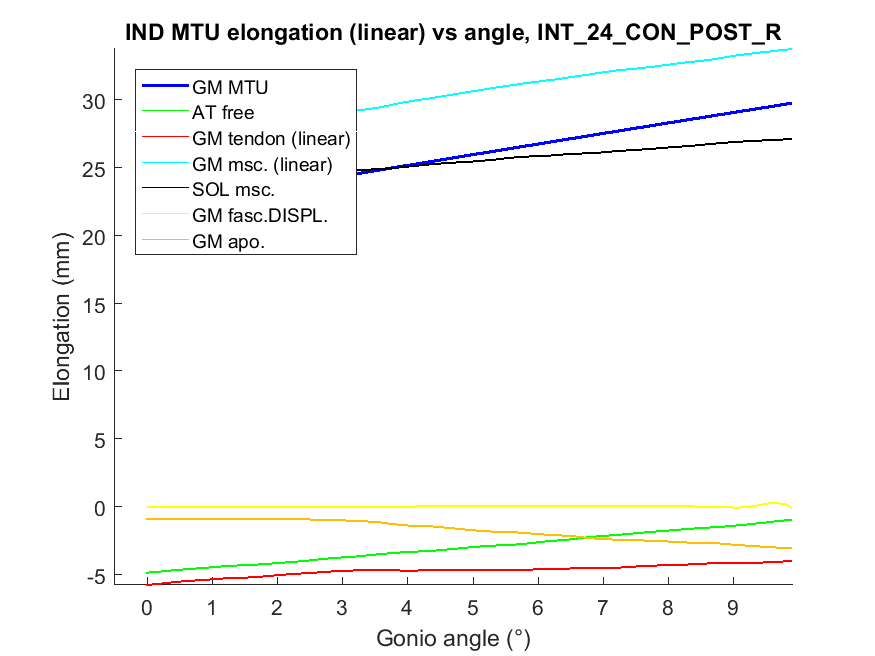 IND MTU elongation (linear) vs angle, INT_24_CON_POST_R
GM MTU
AT free
GM tendon (linear)
GM msc. (linear)
SOL msc.
GM fasc.DISPL.
GM apo.
Elongation (mm)
30
25
20
15
10
5
0
-5
0 1 2 3 4 5 6 7 8 9
Gonio angle (°)